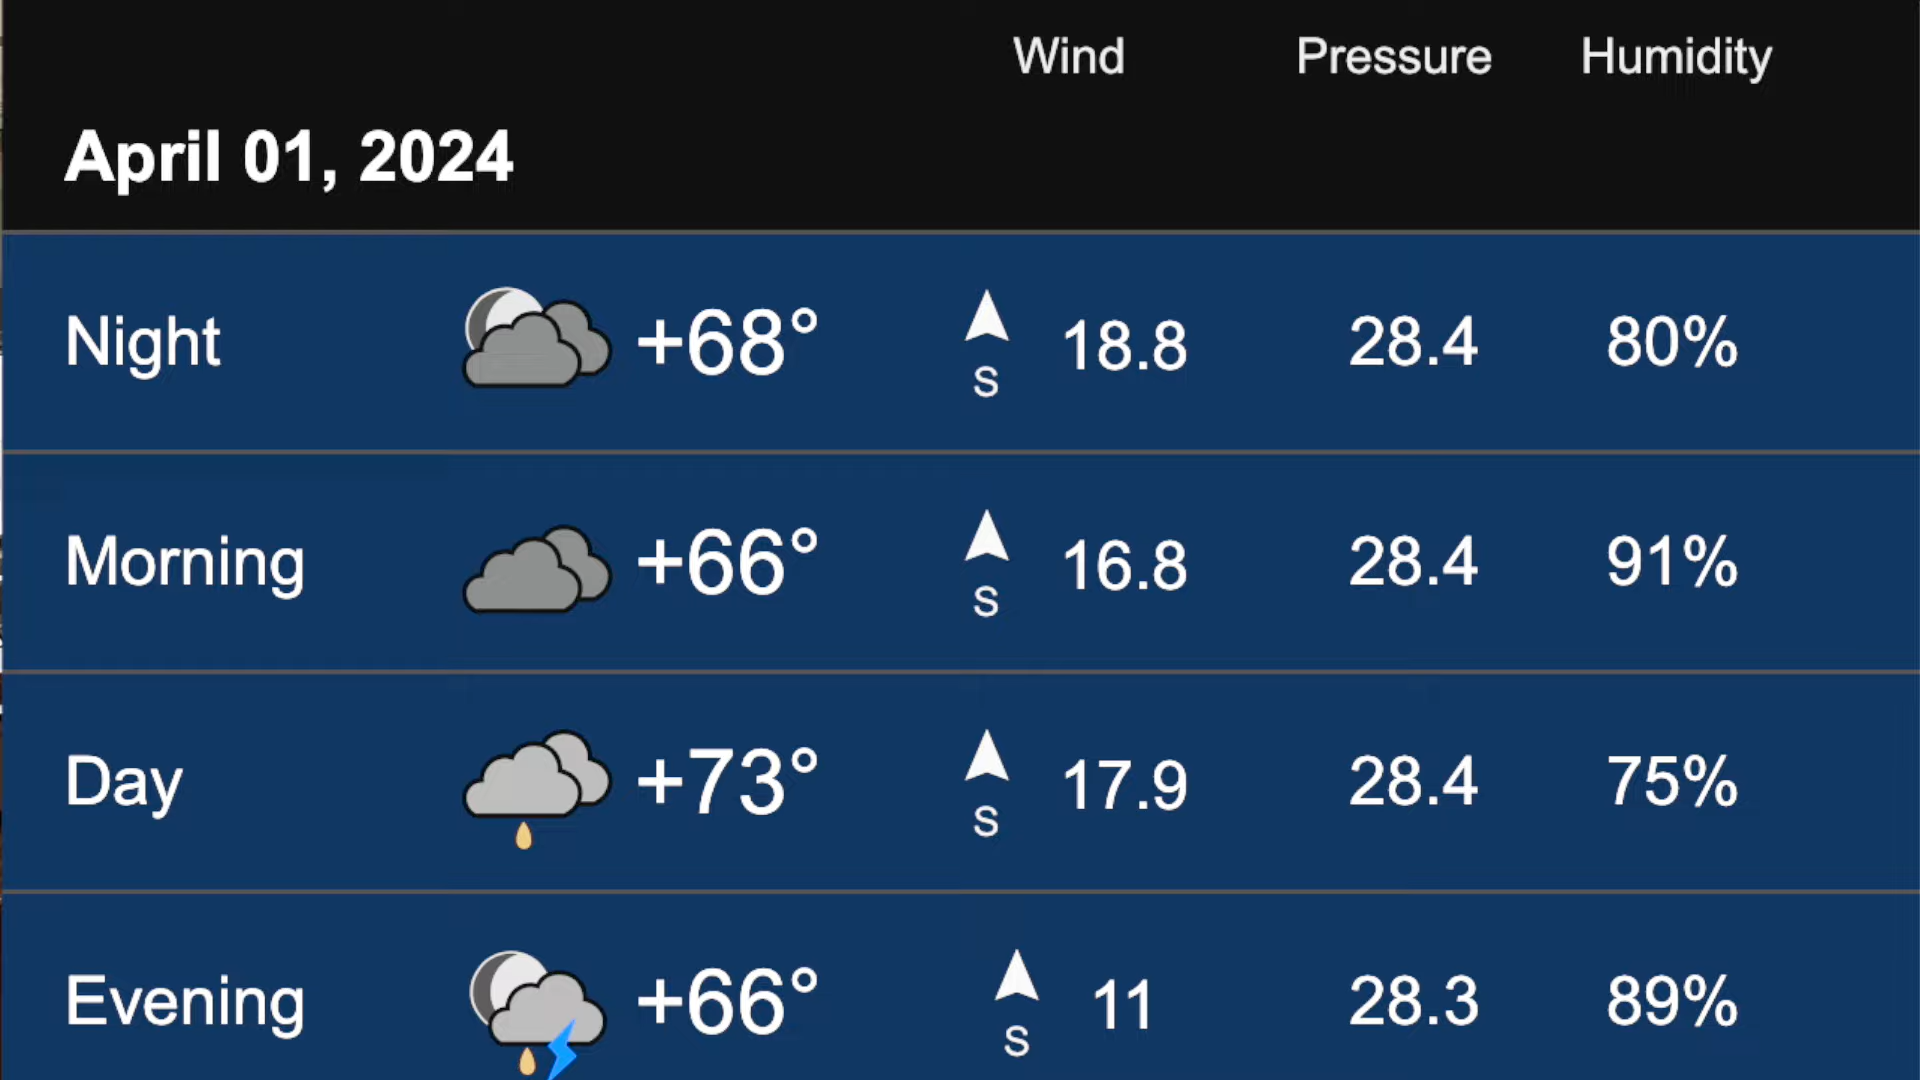 Wind Pressure Humidity
April 01, 2024
Night +68° S 18.8 28.4 80%
Morning +66° S 16.8 28.4 91%
Day +73° S 17.9 28.4 75%
Evening +66° S 11 28.3 89%